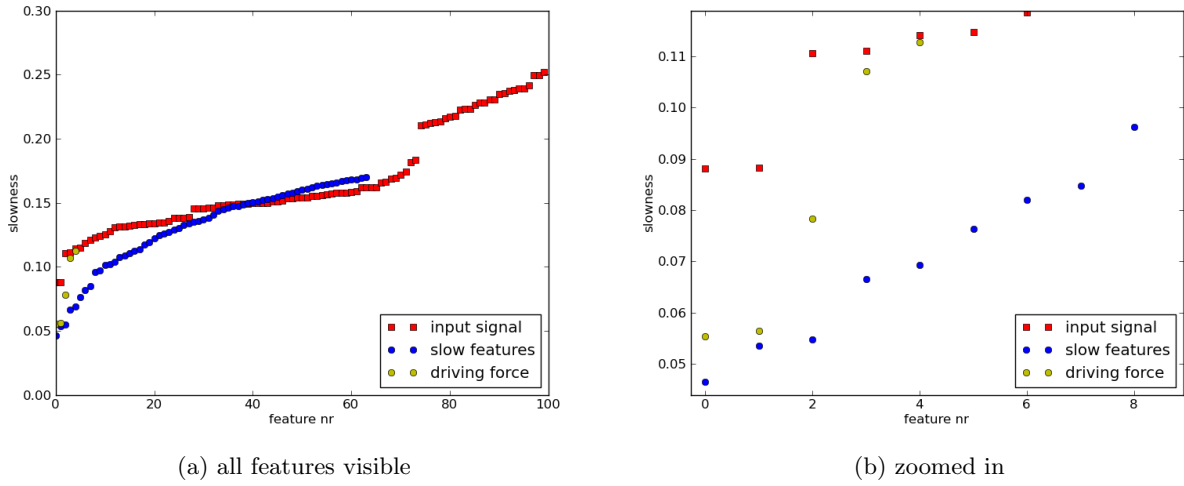 0.30
0.25
0.20
0.15
0.10
0.05
0.00
slowness
0 20 40 60 80 100
feature nr
input signal
slow features
driving force
(a) all features visible
0.11
0.10
0.09
0.08
0.07
0.06
0.05
slowness
0 2 4 6 8
feature nr
input signal
slow features
driving force
(b) zoomed in